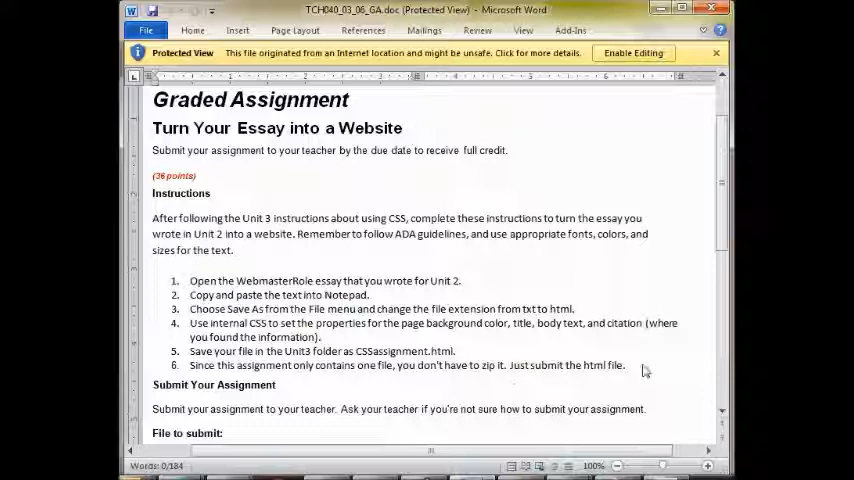 TCH040_03_06_GA.doc (Protected View) - Microsoft Word
File Home Insert Page Layout References Mailings Review View Add-Ins
Protected View This file originated from an Internet location and might be unsafe. Click for more details. Enable Editing
1 2 3 4 5 6
Graded Assignment
Turn Your Essay into a Website
Submit your assignment to your teacher by the due date to receive full credit.
(36 points)
Instructions
After following the Unit 3 instructions about using CSS, complete these instructions to turn the essay you
wrote in Unit 2 into a website. Remember to follow ADA guidelines, and use appropriate fonts, colors, and
sizes for the text.
1. Open the WebmasterRole essay that you wrote for Unit 2.
2. Copy and paste the text into Notepad.
3. Choose Save As from the File menu and change the file extension from txt to html.
4. Use internal CSS to set the properties for the page background color, title, body text, and citation (where
you found the information).
5. Save your file in the Unit3 folder as CSSassignment.html.
6. Since this assignment only contains one file, you don't have to zip it. Just submit the html file.
Submit Your Assignment
Submit your assignment to your teacher. Ask your teacher if you're not sure how to submit your assignment.
File to submit:
Words: 0/184
100%